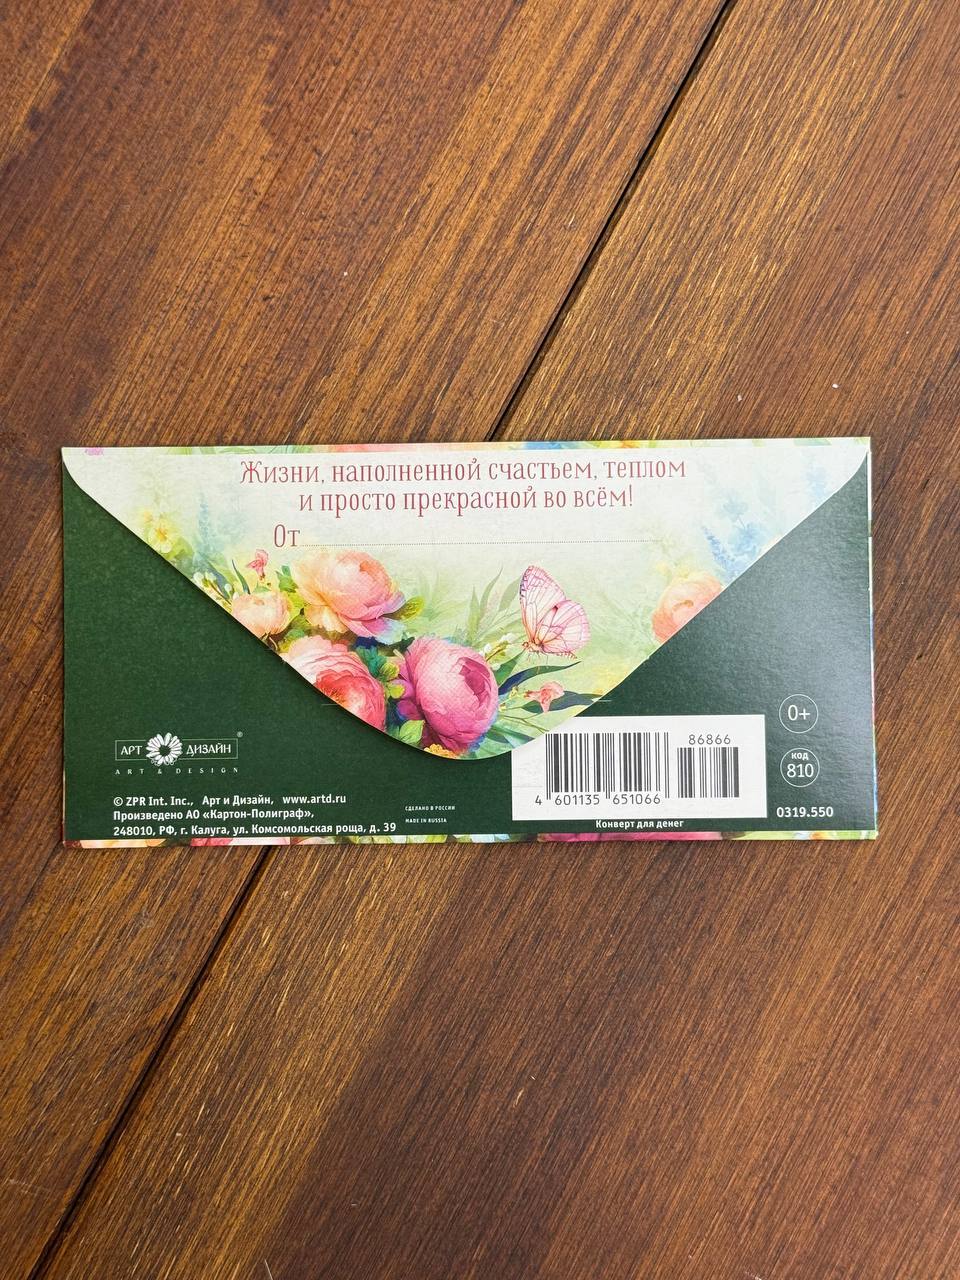 Жизни, наполненной счастьем, теплом
и просто прекрасной во всём!
От
АРТ ДИЗАЙН ®
ART & DESIGN
© ZPR Int. Inc., Арт и Дизайн, www.artd.ru
Произведено АО «Картон-Полиграф»,
248010, РФ, г. Калуга, ул. Комсомольская роща, д. 39
СДЕЛАНО В РОССИИ
MADE IN RUSSIA
86866
4 601135 651066
Конверт для денег
0+
код
810
0319.550